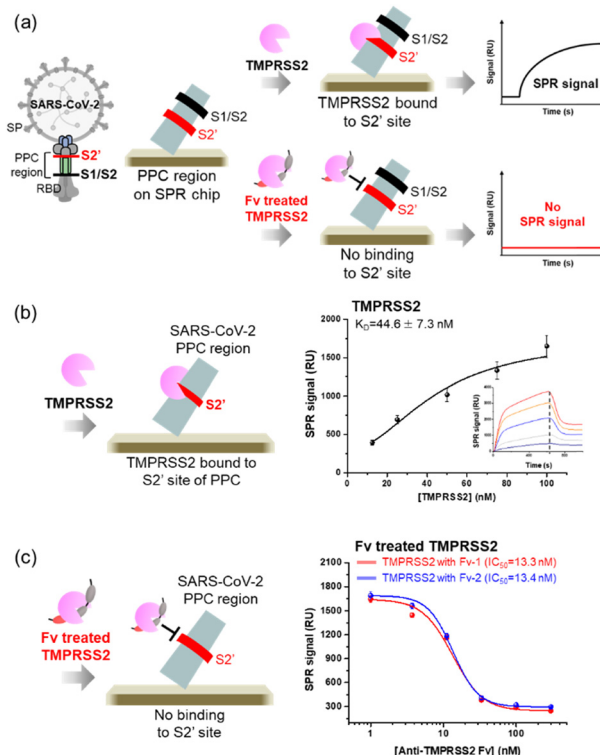 (a)
SARS-CoV-2
SP
PPC
region
RBD
S2'
S1/S2
S1/S2
S2'
PPC region
on SPR chip
TMPRSS2
S1/S2
S2'
TMPRSS2 bound
to S2' site
Signal (RU)
SPR signal
Time (s)
Fv treated
TMPRSS2
S1/S2
S2'
No binding
to S2' site
Signal (RU)
No
SPR signal
Time (s)
(b)
TMPRSS2
SARS-CoV-2
PPC region
S2'
TMPRSS2 bound to
S2' site of PPC
TMPRSS2
KD=44.6 ± 7.3 nM
SPR signal (RU)
2000
1500
1000
500
0
0 20 40 60 80 100
[TMPRSS2] (nM)
SPR signal (RU)
Time (s)
(c)
Fv treated
TMPRSS2
SARS-CoV-2
PPC region
S2'
No binding
to S2' site
Fv treated TMPRSS2
TMPRSS2 with Fv-1 (IC50=13.3 nM)
TMPRSS2 with Fv-2 (IC50=13.4 nM)
SPR signal (RU)
2100
1800
1500
1200
900
600
300
0
1 10 100
[Anti-TMPRSS2 Fv] (nM)